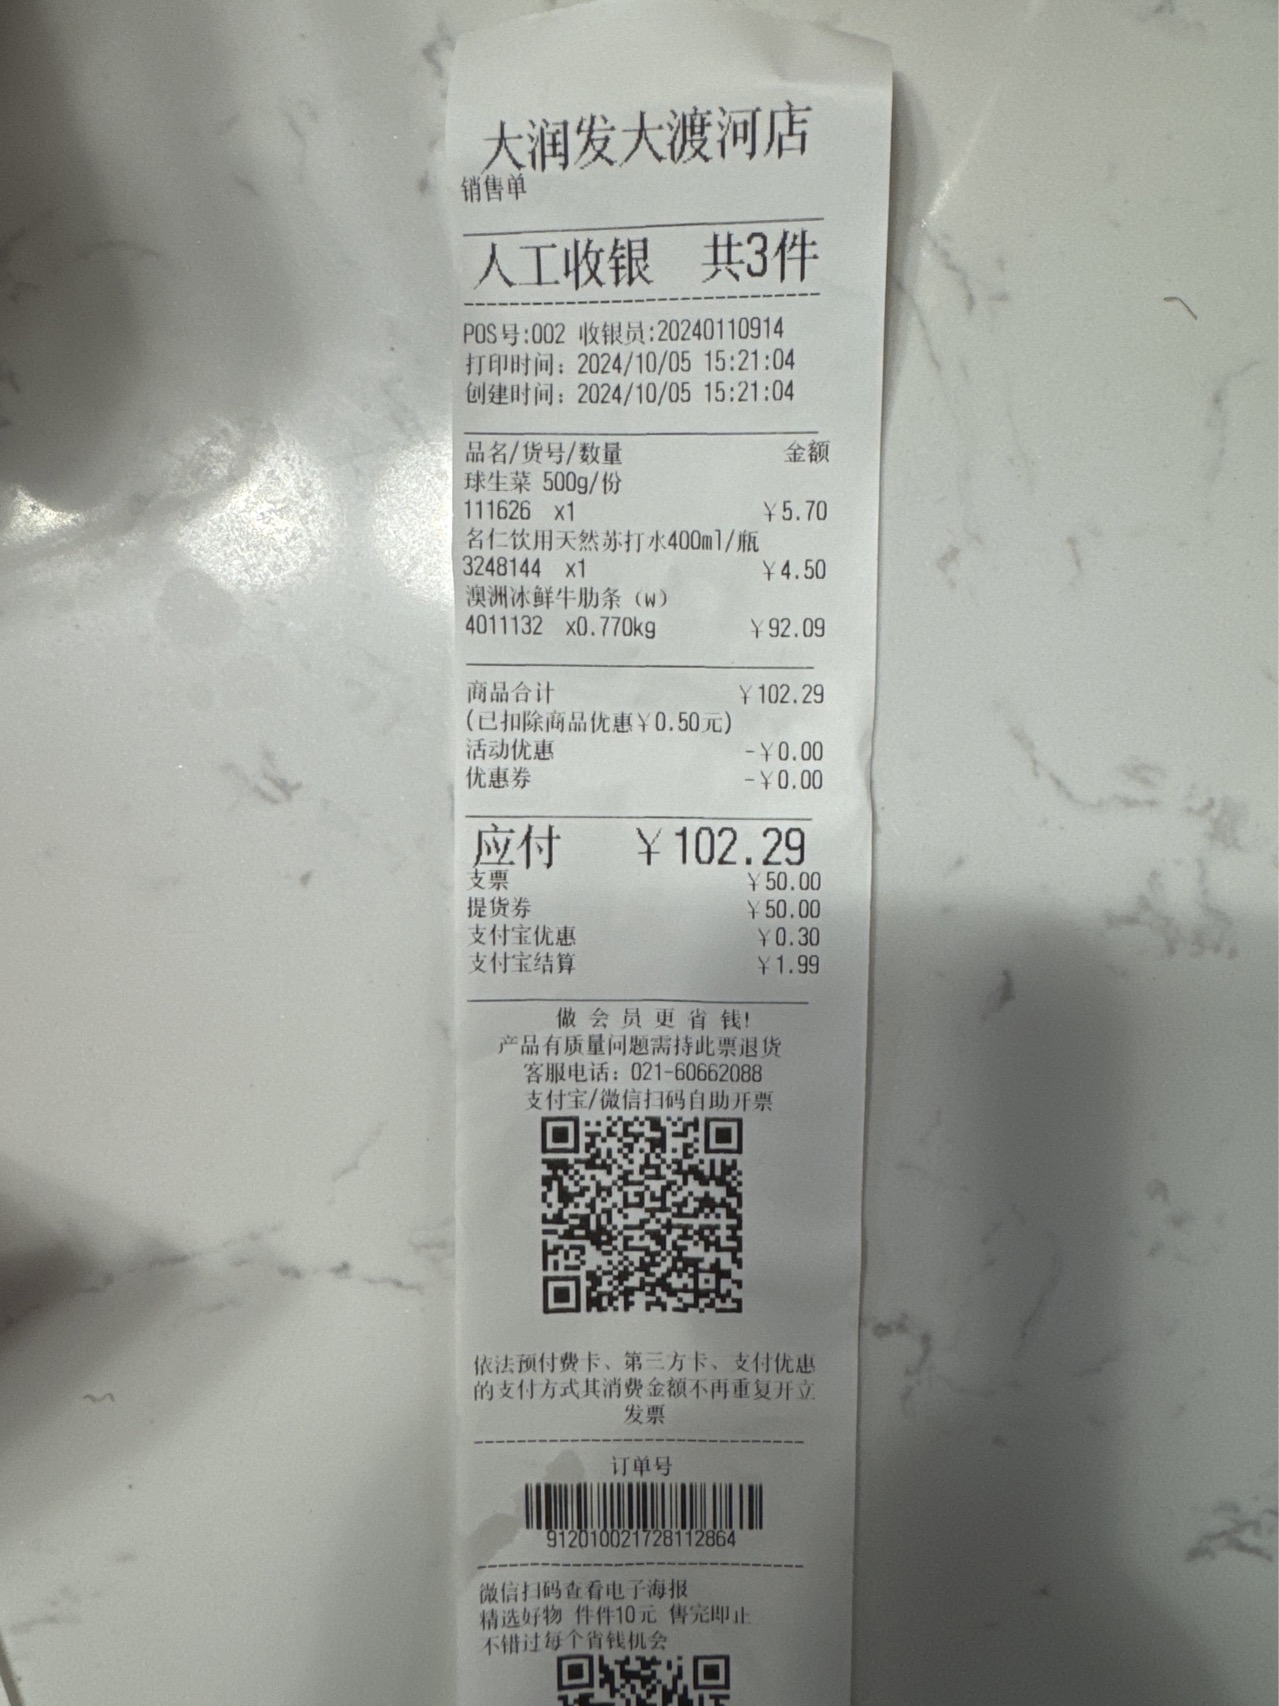 大润发大渡河店
销售单
人工收银 共3件
POS号:002 收银员:20240110914
打印时间：2024/10/05 15:21:04
创建时间：2024/10/05 15:21:04
品名/货号/数量 金额
球生菜 500g/份
111626 x1 ￥5.70
名仁饮用天然苏打水400ml/瓶
3248144 x1 ￥4.50
澳洲冰鲜牛肋条（w）
4011132 x0.770kg ￥92.09
商品合计 ￥102.29
(已扣除商品优惠￥0.50元)
活动优惠 -￥0.00
优惠券 -￥0.00
应付 ￥102.29
支票 ￥50.00
提货券 ￥50.00
支付宝优惠 ￥0.30
支付宝结算 ￥1.99
做 会 员 更 省 钱!
产品有质量问题需持此票退货
客服电话：021-60662088
支付宝/微信扫码自助开票
依法预付费卡、第三方卡、支付优惠
的支付方式其消费金额不再重复开立
发票
订单号
912010021728112864
微信扫码查看电子海报
精选好物 件件10元 售完即止
不错过每个省钱机会